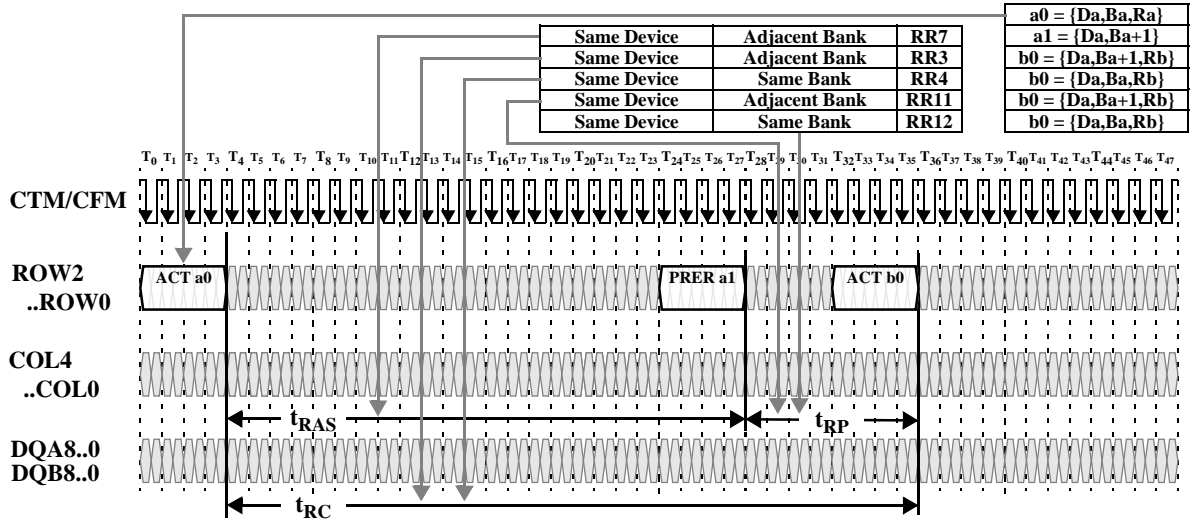 a0 = {Da,Ba,Ra}
Same Device Adjacent Bank RR7 a1 = {Da,Ba+1}
Same Device Adjacent Bank RR3 b0 = {Da,Ba+1,Rb}
Same Device Same Bank RR4 b0 = {Da,Ba,Rb}
Same Device Adjacent Bank RR11 b0 = {Da,Ba+1,Rb}
Same Device Same Bank RR12 b0 = {Da,Ba,Rb}
T0 T1 T2 T3 T4 T5 T6 T7 T8 T9 T10 T11 T12 T13 T14 T15 T16 T17 T18 T19 T20 T21 T22 T23 T24 T25 T26 T27 T28 T29 T30 T31 T32 T33 T34 T35 T36 T37 T38 T39 T40 T41 T42 T43 T44 T45 T46 T47
CTM/CFM
ROW2 ACT a0 PRER a1 ACT b0
..ROW0
COL4
..COL0
tRAS tRP
DQA8..0
DQB8..0
tRC